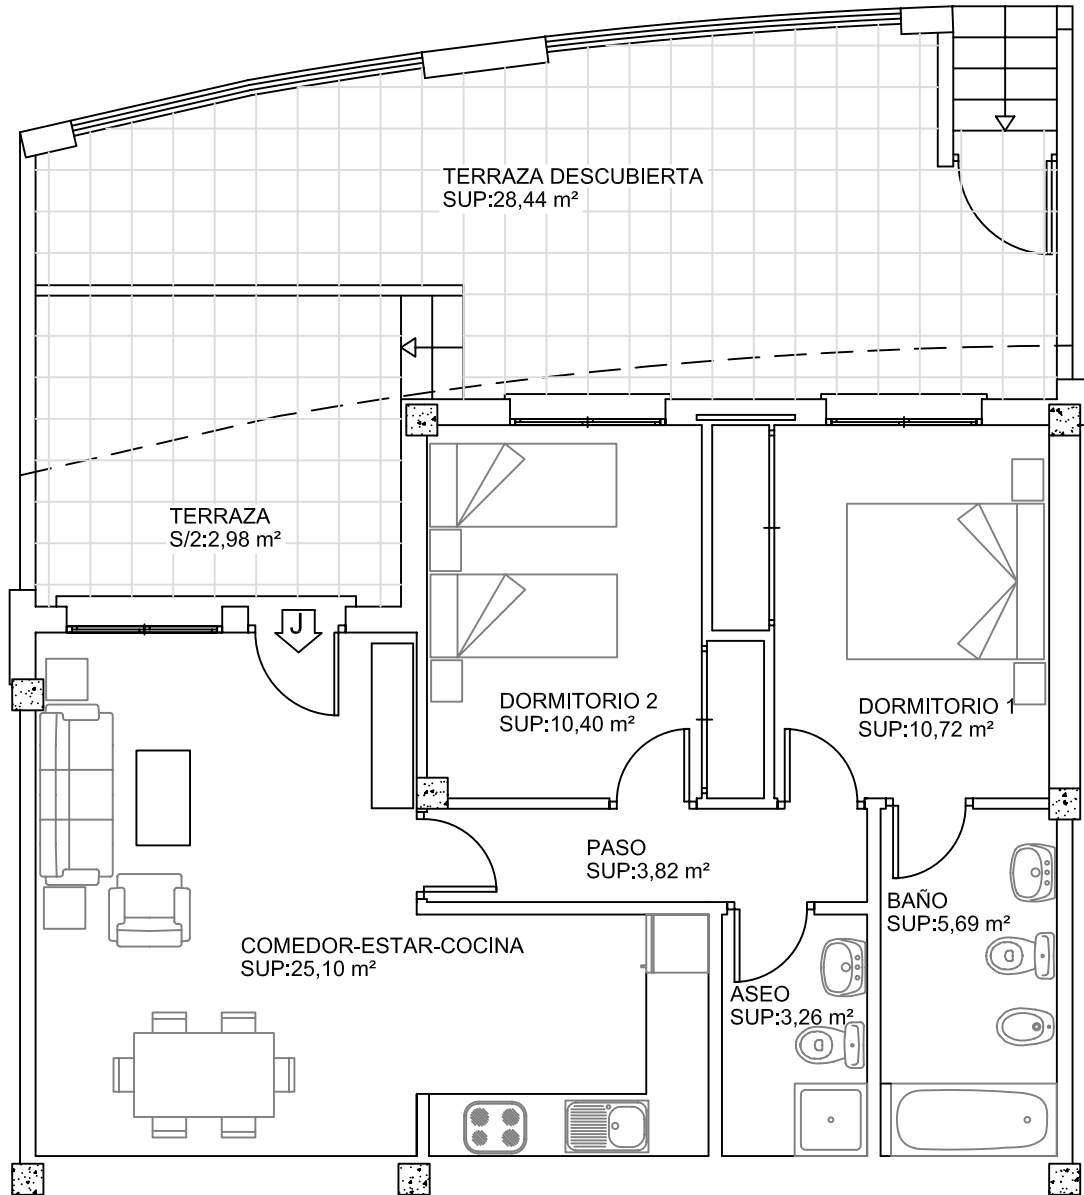 TERRAZA DESCUBIERTA
SUP:28,44 m²
TERRAZA
S/2:2,98 m²
J
DORMITORIO 2
SUP:10,40 m²
DORMITORIO 1
SUP:10,72 m²
PASO
SUP:3,82 m²
BAÑO
SUP:5,69 m²
COMEDOR-ESTAR-COCINA
SUP:25,10 m²
ASEO
SUP:3,26 m²